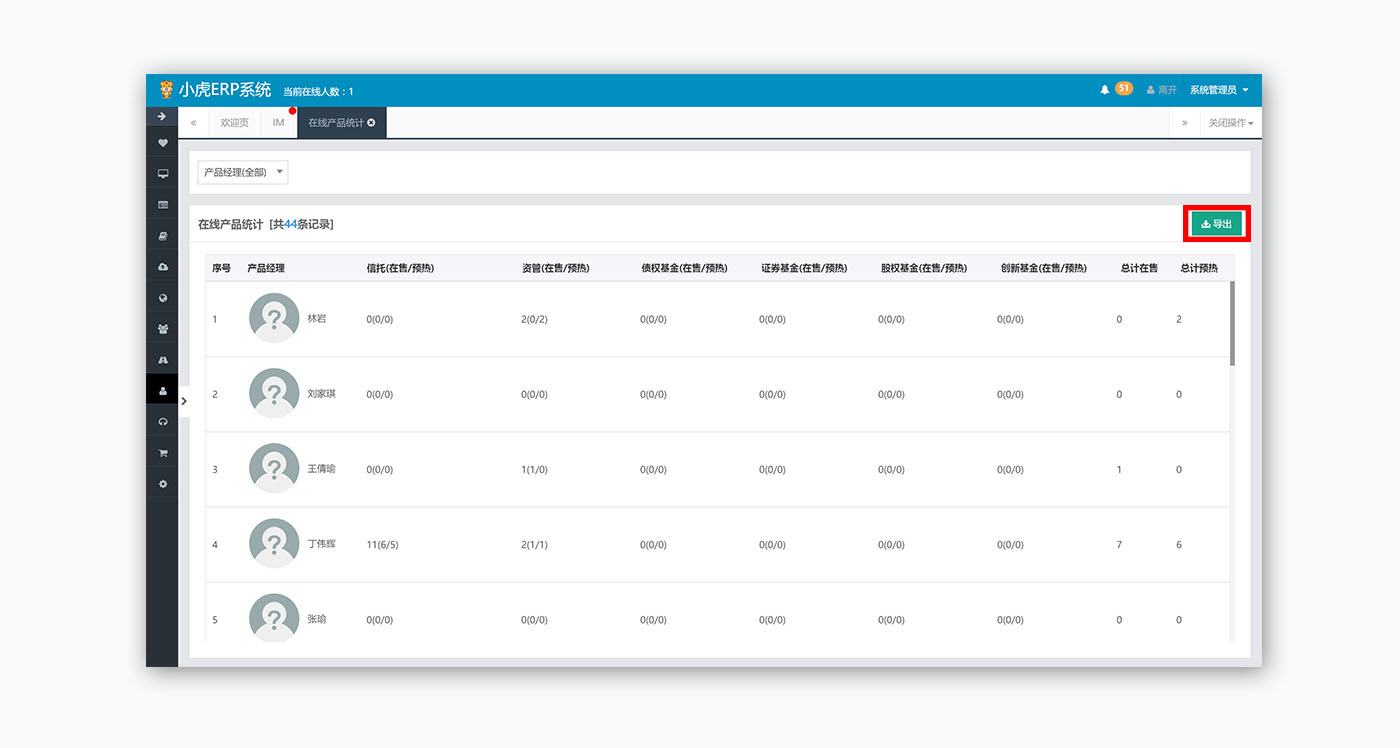 小虎ERP系统 当前在线人数：1 51 离开 系统管理员
« 欢迎页 IM 在线产品统计 » 关闭操作
产品经理(全部)
在线产品统计 [共44条记录] 导出
序号 产品经理 信托(在售/预热) 资管(在售/预热) 债权基金(在售/预热) 证券基金(在售/预热) 股权基金(在售/预热) 创新基金(在售/预热) 总计在售 总计预热
1 林岩 0(0/0) 2(0/2) 0(0/0) 0(0/0) 0(0/0) 0(0/0) 0 2
2 刘家琪 0(0/0) 0(0/0) 0(0/0) 0(0/0) 0(0/0) 0(0/0) 0 0
3 王倩瑜 0(0/0) 1(1/0) 0(0/0) 0(0/0) 0(0/0) 0(0/0) 1 0
4 丁伟辉 11(6/5) 2(1/1) 0(0/0) 0(0/0) 0(0/0) 0(0/0) 7 6
5 张瑜 0(0/0) 0(0/0) 0(0/0) 0(0/0) 0(0/0) 0(0/0) 0 0